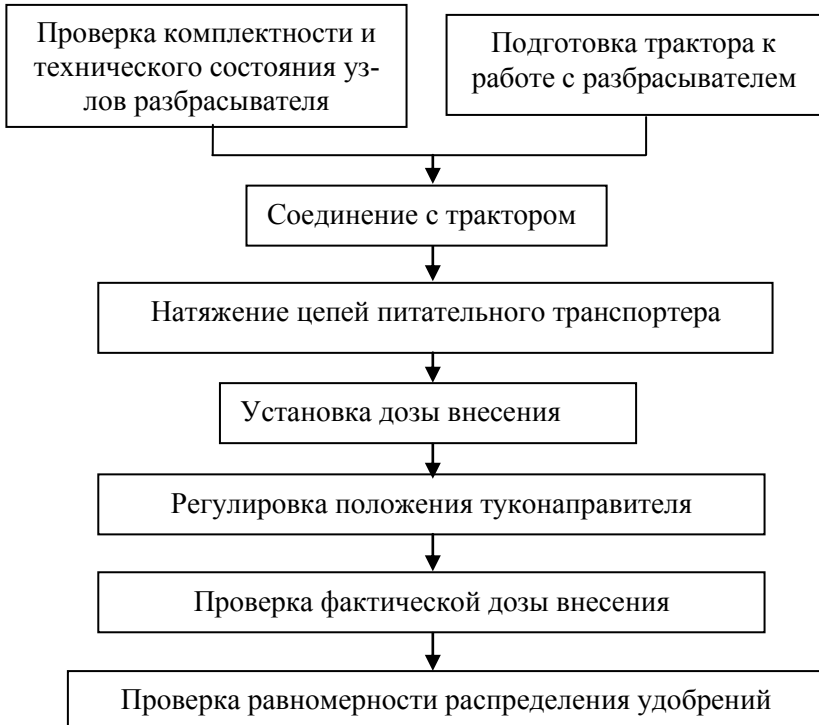 Проверка комплектности и
технического состояния уз-
лов разбрасывателя
Подготовка трактора к
работе с разбрасывателем
Соединение с трактором
Натяжение цепей питательного транспортера
Установка дозы внесения
Регулировка положения туконаправителя
Проверка фактической дозы внесения
Проверка равномерности распределения удобрений